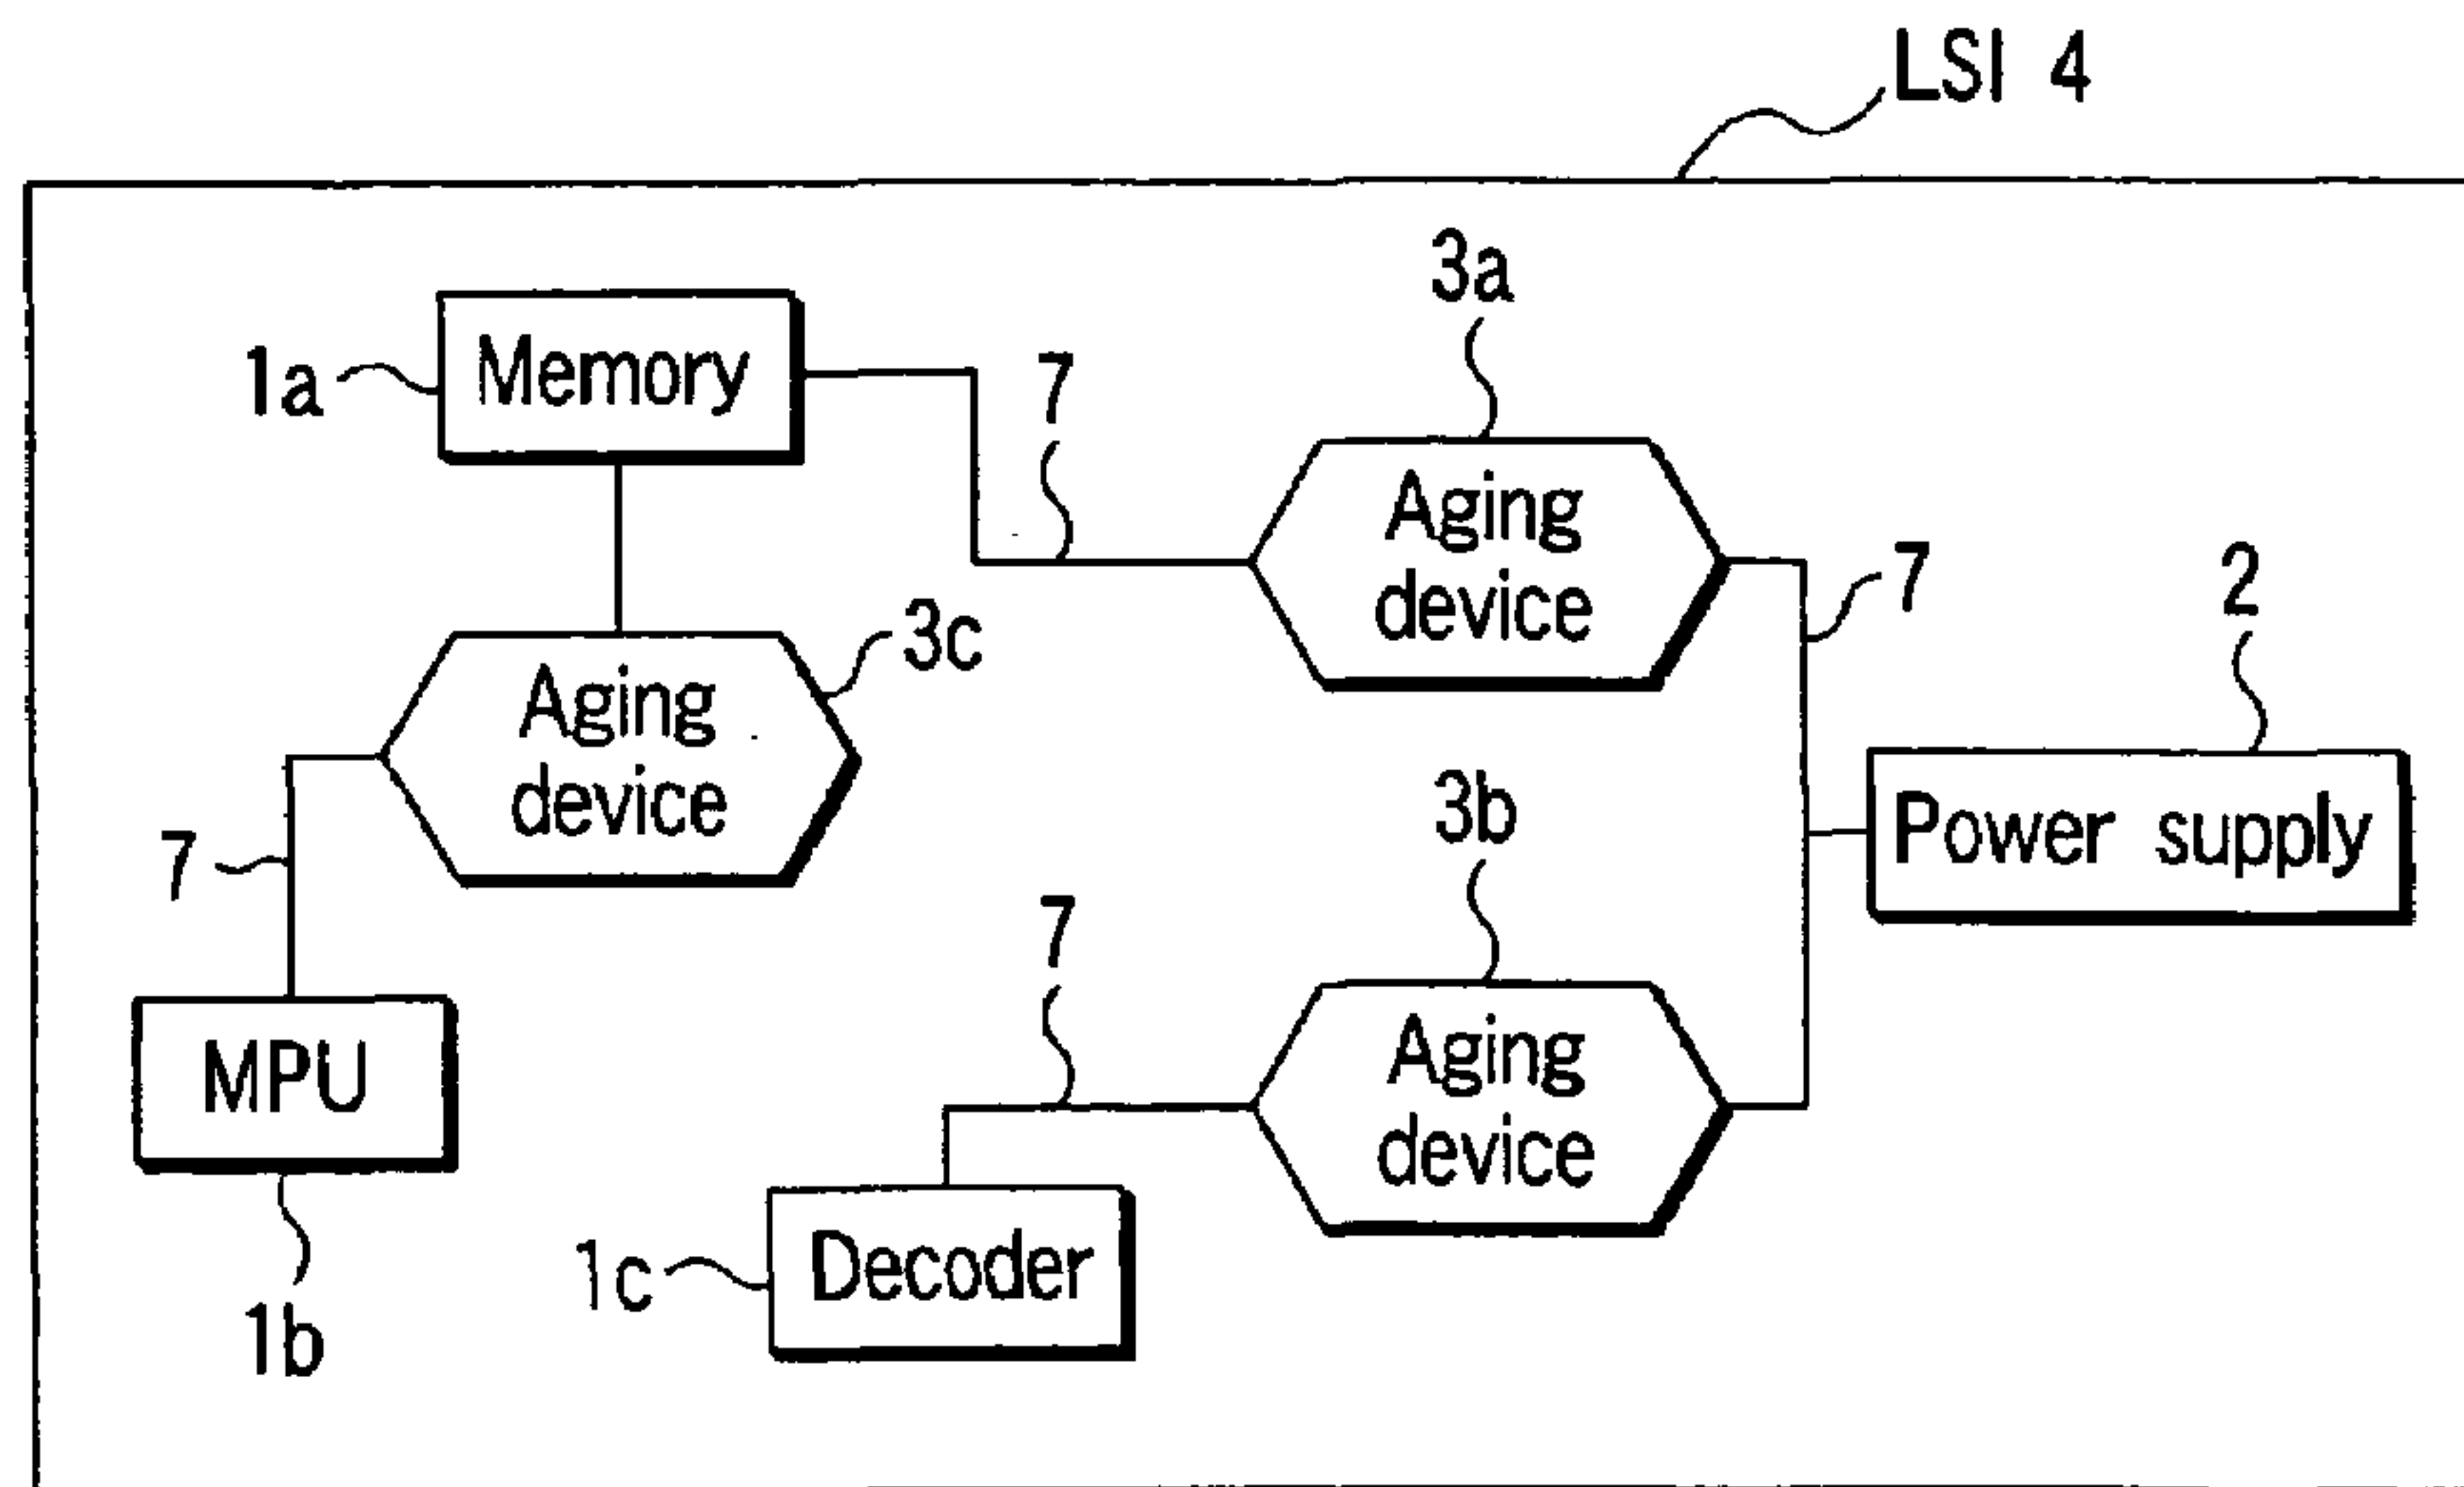 LSI 4
3a
1a
Memory
7
Aging
device
7
2
3c
Aging
device
3b
Power supply
7
7
MPU
Aging
device
1c
Decoder
1b